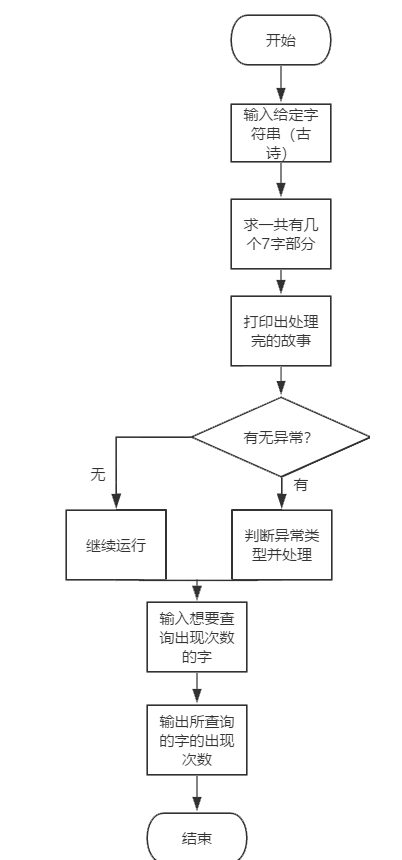 开始
输入给定字
符串（古
诗）
求一共有几
个7字部分
打印出处理
完的故事
有无异常？
无
有
继续运行
判断异常类
型并处理
输入想要查
询出现次数
的字
输出所查询
的字的出现
次数
结束